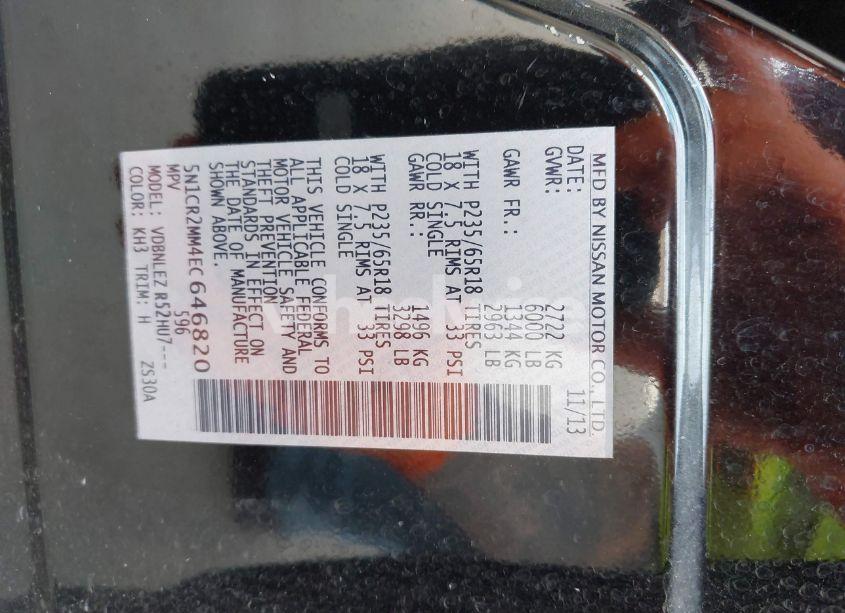 MFD BY NISSAN MOTOR CO., LTD.
DATE: 11/13
GVWR: 2722 KG
6000 LB
GAWR FR.: 1344 KG
2963 LB
WITH P235/65R18 TIRES
18 X 7.5 RIMS AT 33 PSI
COLD SINGLE
GAWR RR.: 1496 KG
3298 LB
WITH P235/65R18 TIRES
18 X 7.5 RIMS AT 33 PSI
COLD SINGLE
THIS VEHICLE CONFORMS TO
ALL APPLICABLE FEDERAL
MOTOR VEHICLE SAFETY AND
THEFT PREVENTION
STANDARDS IN EFFECT ON
THE DATE OF MANUFACTURE
SHOWN ABOVE.
5N1CR2MM4EC646820
MPV 596
MODEL: VDBNLEZ R52HU7---
COLOR: KH3 TRIM: H ZS30A